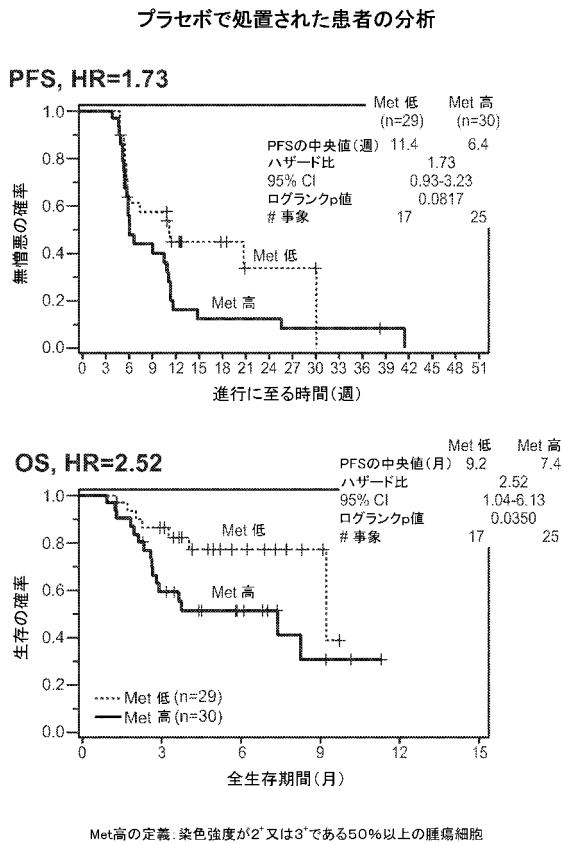 プラセボで処置された患者の分析
PFS, HR=1.73
Met 低 Met 高
(n=29) (n=30)
PFSの中央値(週) 11.4 6.4
ハザード比 1.73
95% CI 0.93-3.23
ログランクp値 0.0817
# 事象 17 25
無憎悪の確率
1.0
0.8
0.6
0.4
0.2
0.0
Met 低
Met 高
0 3 6 9 12 15 18 21 24 27 30 33 36 39 42 45 48 51
進行に至る時間(週)
OS, HR=2.52
Met 低 Met 高
PFSの中央値(月) 9.2 7.4
ハザード比 2.52
95% CI 1.04-6.13
ログランクp値 0.0350
# 事象 17 25
生存の確率
1.0
0.8
0.6
0.4
0.2
0.0
Met 低
Met 高
Met 低 (n=29)
Met 高 (n=30)
0 3 6 9 12 15
全生存期間(月)
Met高の定義:染色強度が2⁺又は3⁺である50%以上の腫瘍細胞